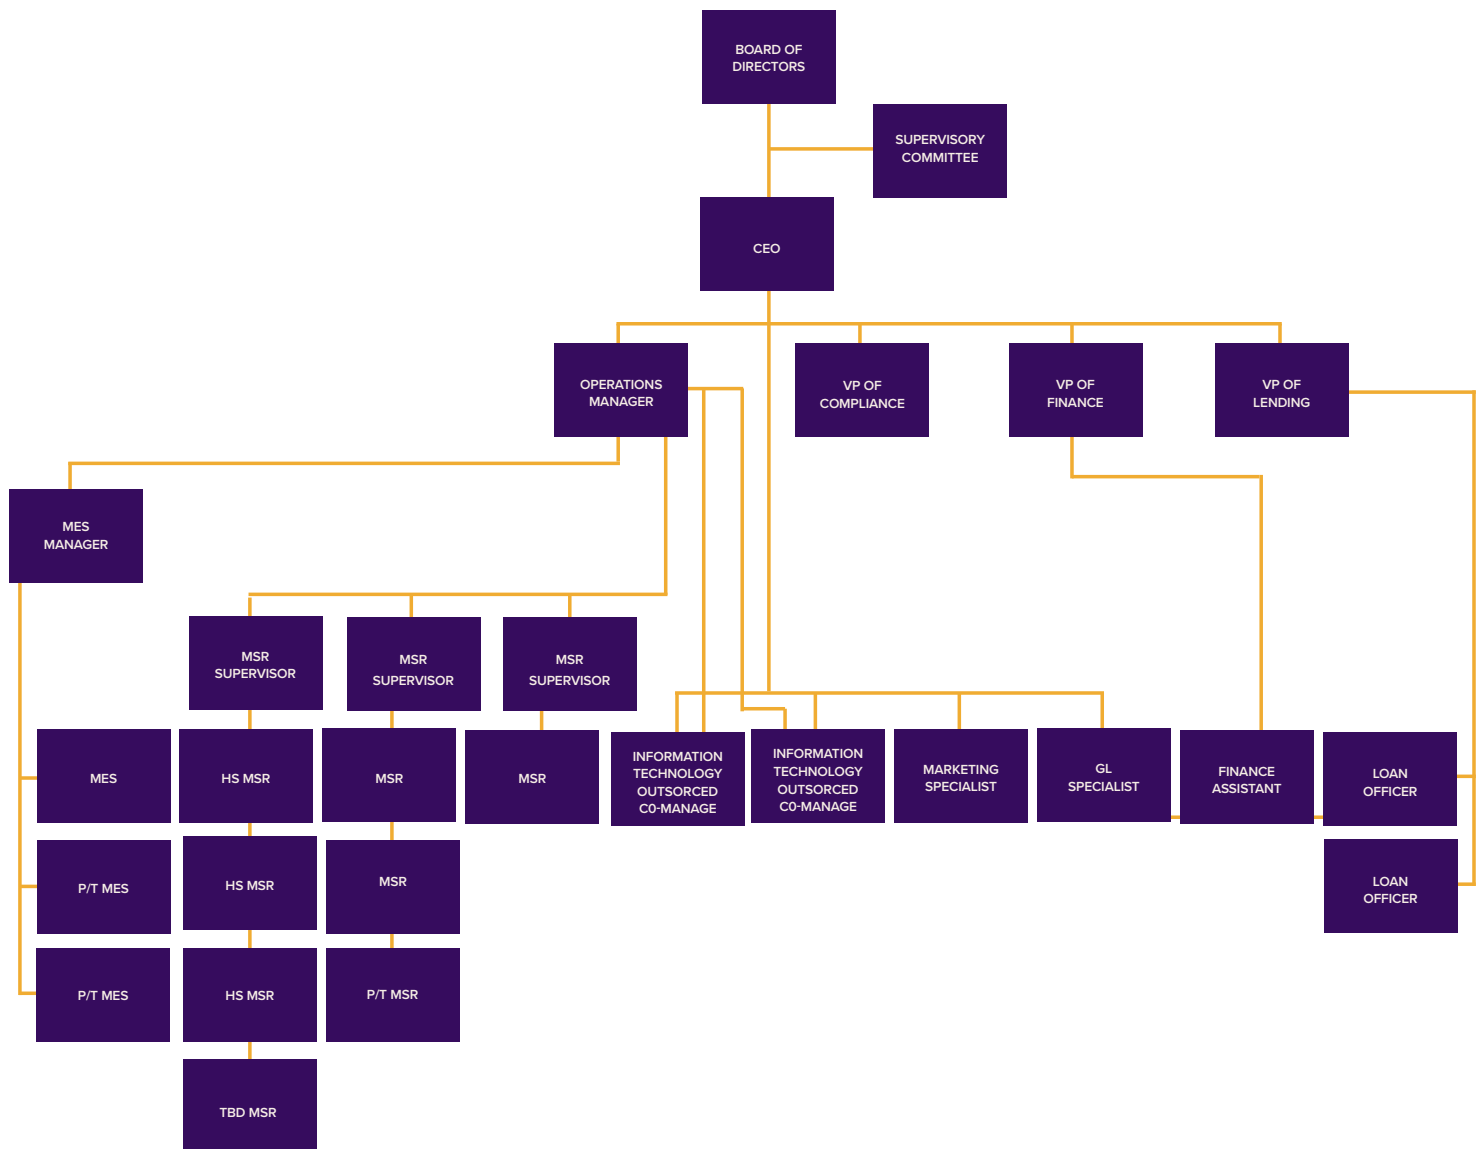 BOARD OF
DIRECTORS
SUPERVISORY
COMMITTEE
CEO
OPERATIONS
MANAGER
VP OF
COMPLIANCE
VP OF
FINANCE
VP OF
LENDING
MES
MANAGER
MSR
SUPERVISOR
MSR
SUPERVISOR
MSR
SUPERVISOR
MES
HS MSR
MSR
MSR
INFORMATION
TECHNOLOGY
OUTSORCED
C0-MANAGE
INFORMATION
TECHNOLOGY
OUTSORCED
C0-MANAGE
MARKETING
SPECIALIST
GL
SPECIALIST
FINANCE
ASSISTANT
LOAN
OFFICER
P/T MES
HS MSR
MSR
LOAN
OFFICER
P/T MES
HS MSR
P/T MSR
TBD MSR